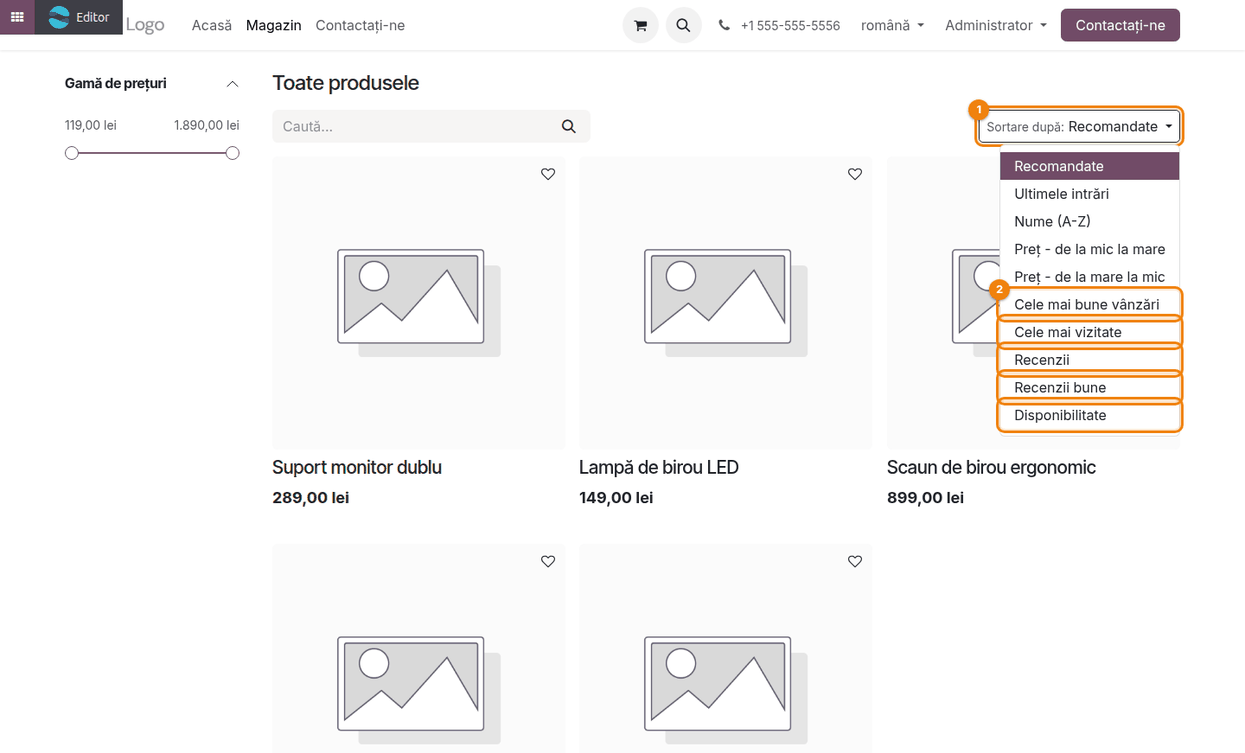 Editor
Logo
Acasă Magazin Contactați-ne
+1 555-555-5556 română Administrator Contactați-ne
Gamă de prețuri
119,00 lei 1.890,00 lei
Toate produsele
Caută...
1
Sortare după: Recomandate
Recomandate
Ultimele intrări
Nume (A-Z)
Preț - de la mic la mare
Preț - de la mare la mic
2
Cele mai bune vânzări
Cele mai vizitate
Recenzii
Recenzii bune
Disponibilitate
Suport monitor dublu
289,00 lei
Lampă de birou LED
149,00 lei
Scaun de birou ergonomic
899,00 lei